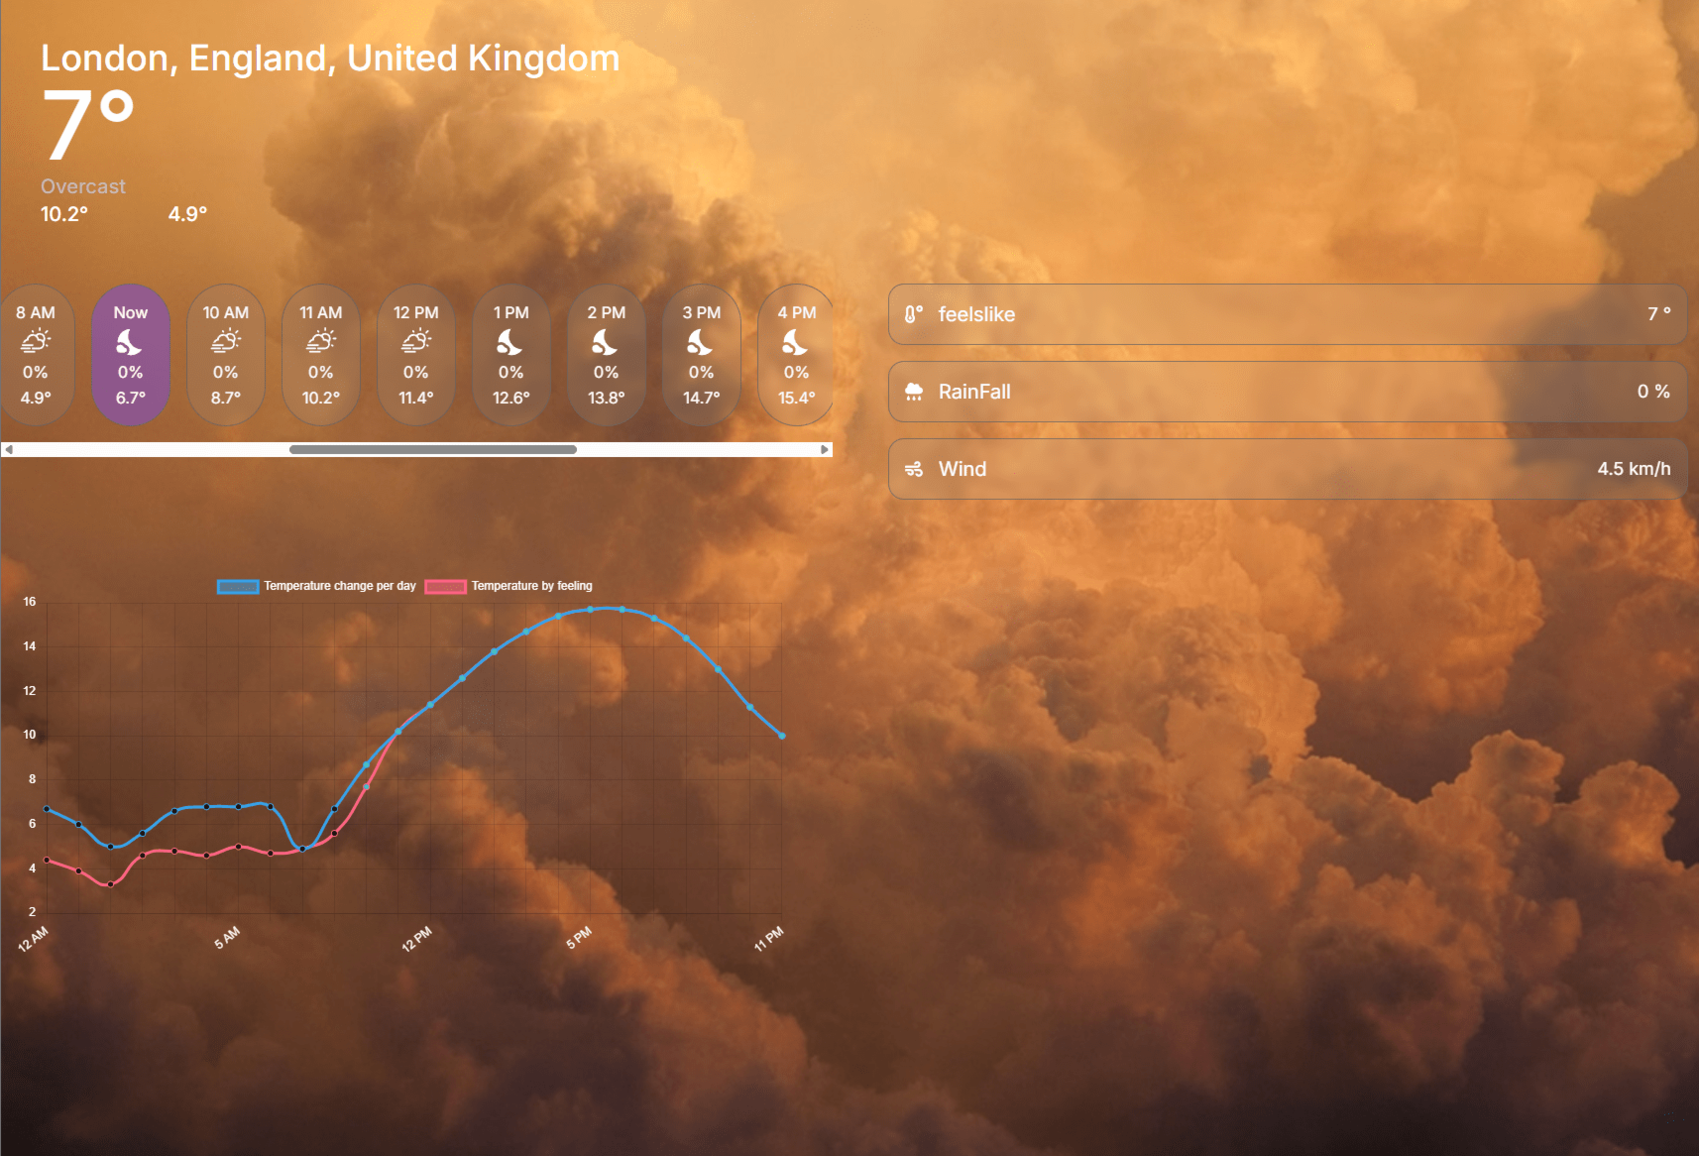 London, England, United Kingdom
7°
Overcast
10.2° 4.9°
8 AM Now 10 AM 11 AM 12 PM 1 PM 2 PM 3 PM 4 PM
0% 0% 0% 0% 0% 0% 0% 0% 0%
4.9° 6.7° 8.7° 10.2° 11.4° 12.6° 13.8° 14.7° 15.4°
feelslike 7 °
RainFall 0 %
Wind 4.5 km/h
Temperature change per day Temperature by feeling
16
14
12
10
8
6
4
2
12 AM 5 AM 12 PM 5 PM 11 PM